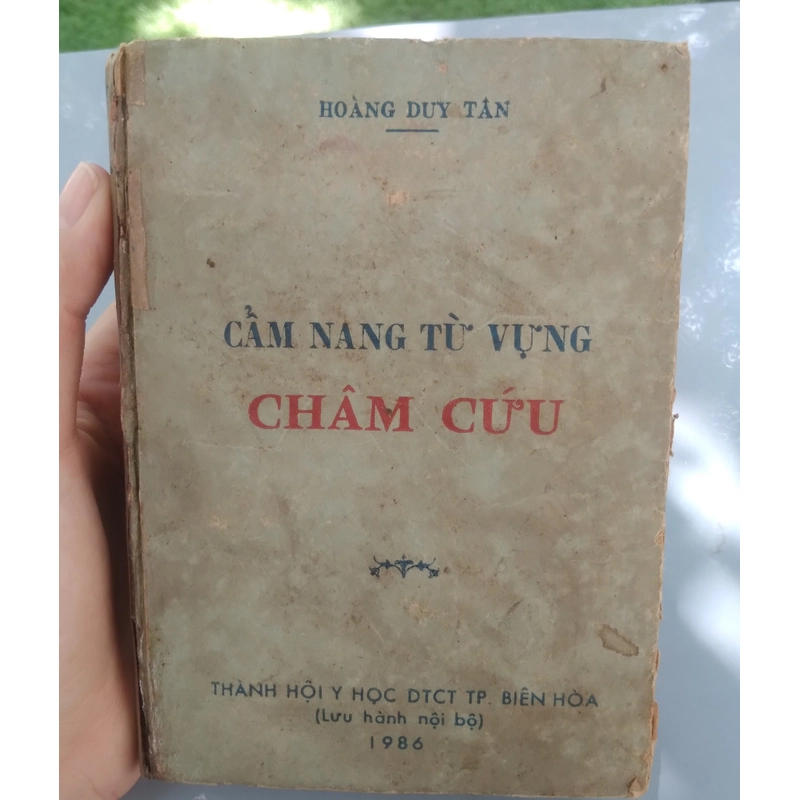 HOÀNG DUY TÂN
CẨM NANG TỪ VỰNG
CHÂM CỨU
THÀNH HỘI Y HỌC DTCT TP. BIÊN HÒA
(Lưu hành nội bộ)
1986